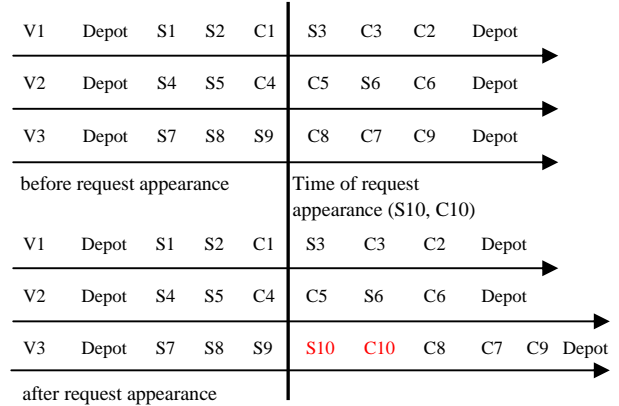 V1 Depot S1 S2 C1 S3 C3 C2 Depot
V2 Depot S4 S5 C4 C5 S6 C6 Depot
V3 Depot S7 S8 S9 C8 C7 C9 Depot
before request appearance
Time of request
appearance (S10, C10)
V1 Depot S1 S2 C1 S3 C3 C2 Depot
V2 Depot S4 S5 C4 C5 S6 C6 Depot
V3 Depot S7 S8 S9 S10 C10 C8 C7 C9 Depot
after request appearance